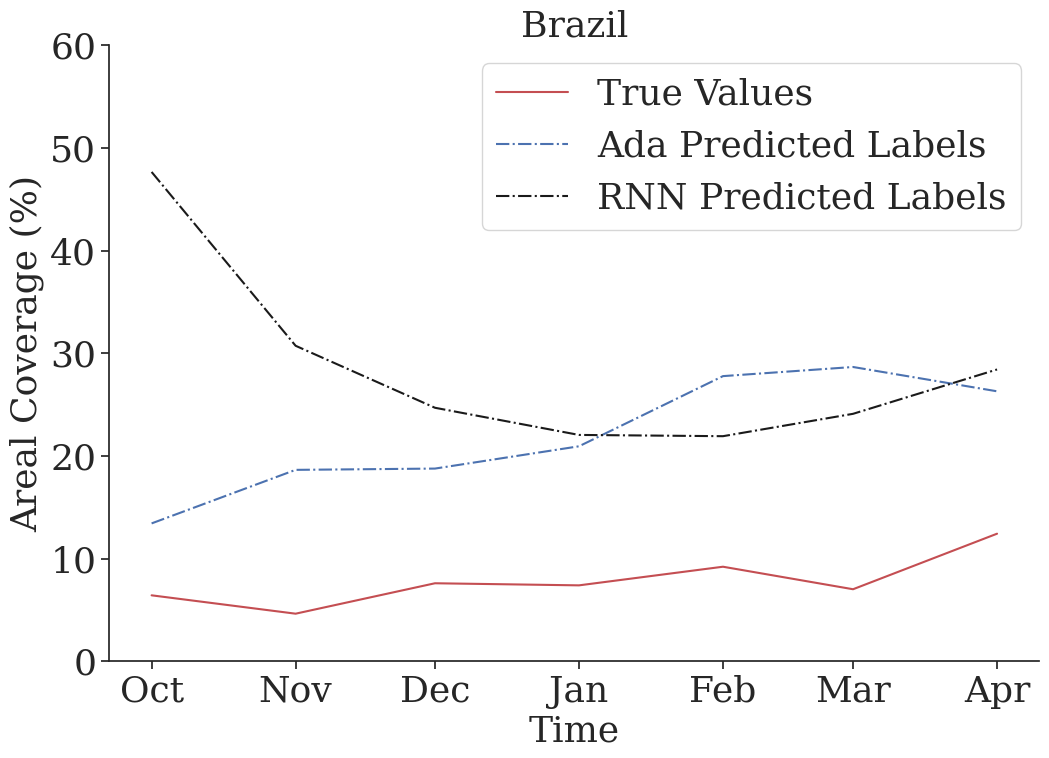 Brazil
60
50
40
30
20
10
0
Areal Coverage (%)
True Values
Ada Predicted Labels
RNN Predicted Labels
Oct Nov Dec Jan Feb Mar Apr
Time